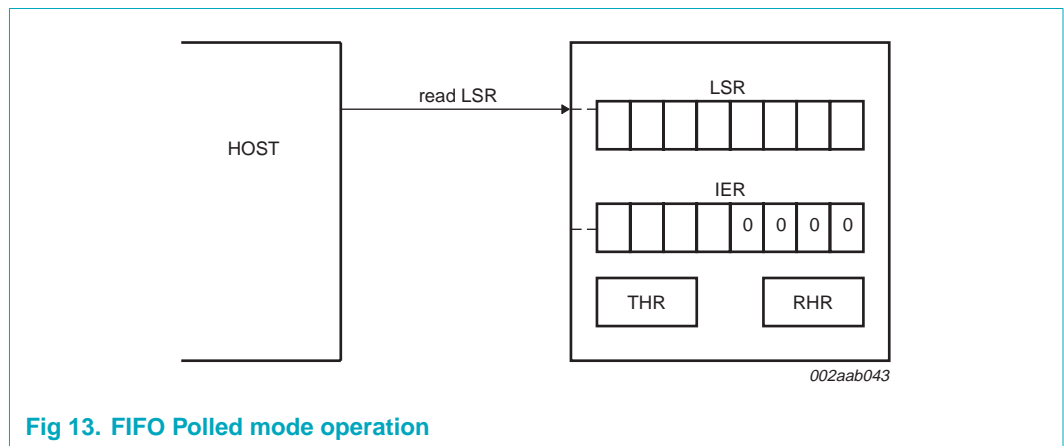 read LSR
LSR
HOST
IER
0 0 0 0
THR RHR
002aab043
Fig 13. FIFO Polled mode operation